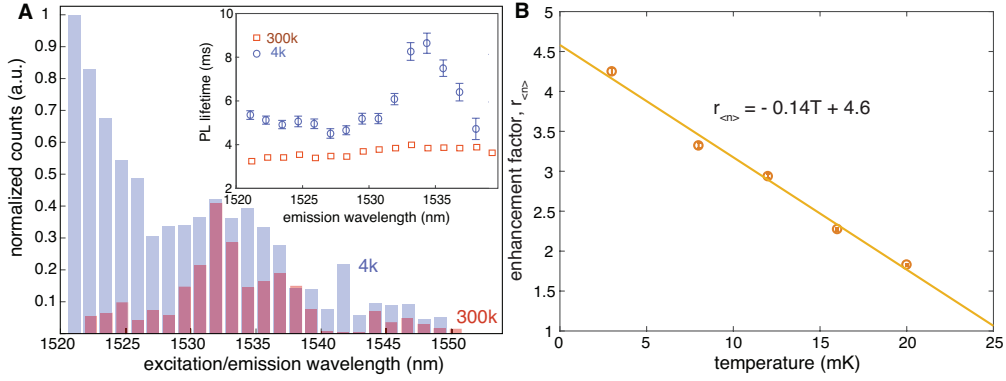 A
normalized counts (a.u.)
1
0.9
0.8
0.7
0.6
0.5
0.4
0.3
0.2
0.1
1520
1530
1540
1550
excitation/emission wavelength (nm)
4k
300k
PL lifetime (ms)
10
8
6
4
2
300k
4k
1520
1525
1530
1535
emission wavelength (nm)
B
enhancement factor, r<n>
5
4.5
4
3.5
3
2.5
2
1.5
1
r<n> = - 0.14T + 4.6
0
5
10
15
20
25
temperature (mK)